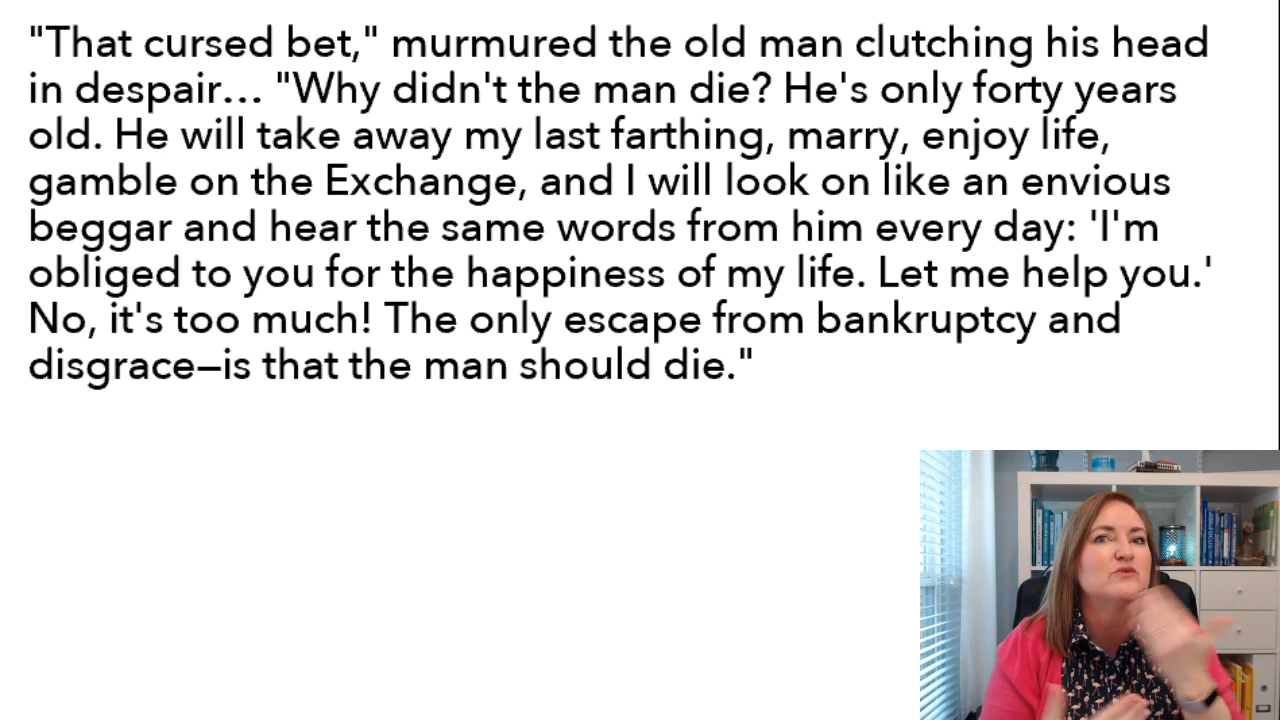 "That cursed bet," murmured the old man clutching his head
in despair... "Why didn't the man die? He's only forty years
old. He will take away my last farthing, marry, enjoy life,
gamble on the Exchange, and I will look on like an envious
beggar and hear the same words from him every day: 'I'm
obliged to you for the happiness of my life. Let me help you.'
No, it's too much! The only escape from bankruptcy and
disgrace—is that the man should die."